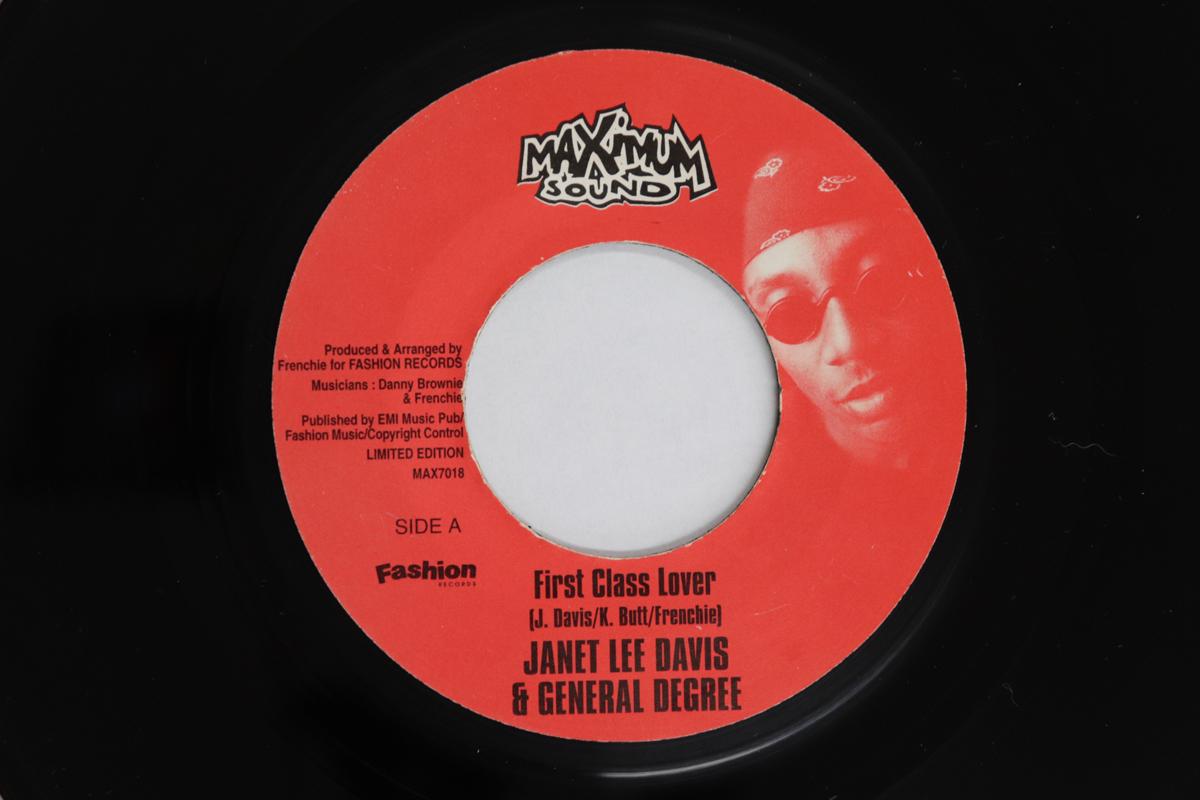 MAXIMUM
SOUND
Produced & Arranged by
Frenchie for FASHION RECORDS
Musicians : Danny Brownie
& Frenchie
Published by EMI Music Pub/
Fashion Music/Copyright Control
LIMITED EDITION
MAX7018
SIDE A
Fashion
RECORDS
First Class Lover
(J. Davis/K. Butt/Frenchie)
JANET LEE DAVIS
& GENERAL DEGREE